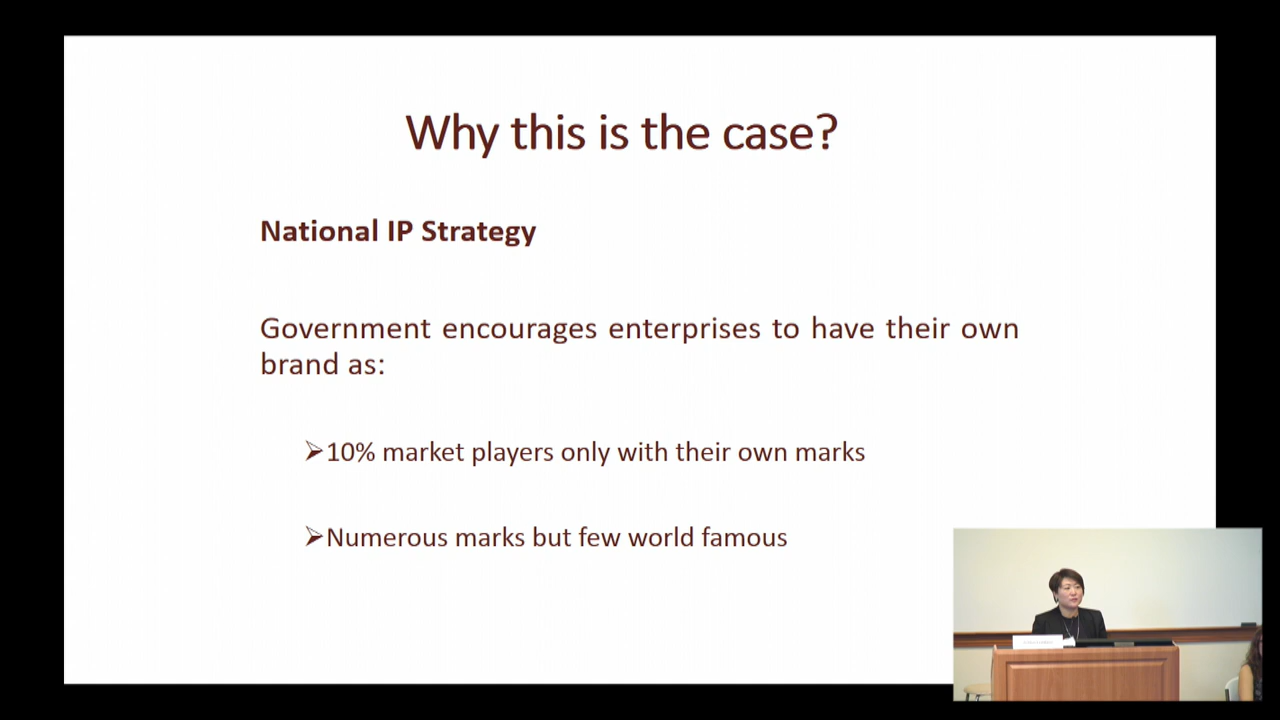 Why this is the case?
National IP Strategy
Government encourages enterprises to have their own
brand as:
➢10% market players only with their own marks
➢Numerous marks but few world famous